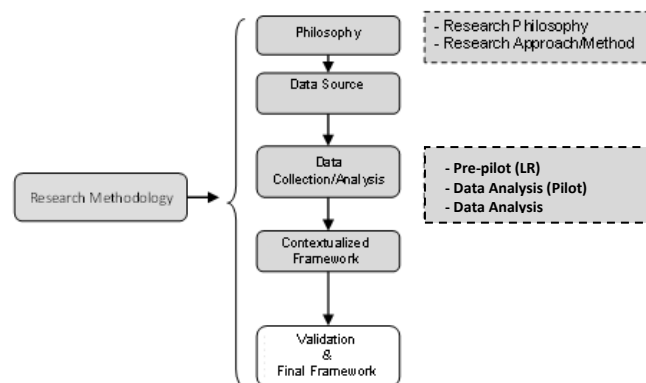 Philosophy
- Research Philosophy
- Research Approach/Method
Data Source
Data
Collection/Analysis
- Pre-pilot (LR)
- Data Analysis (Pilot)
- Data Analysis
Research Methodology
Contextualized
Framework
Validation
&
Final Framework